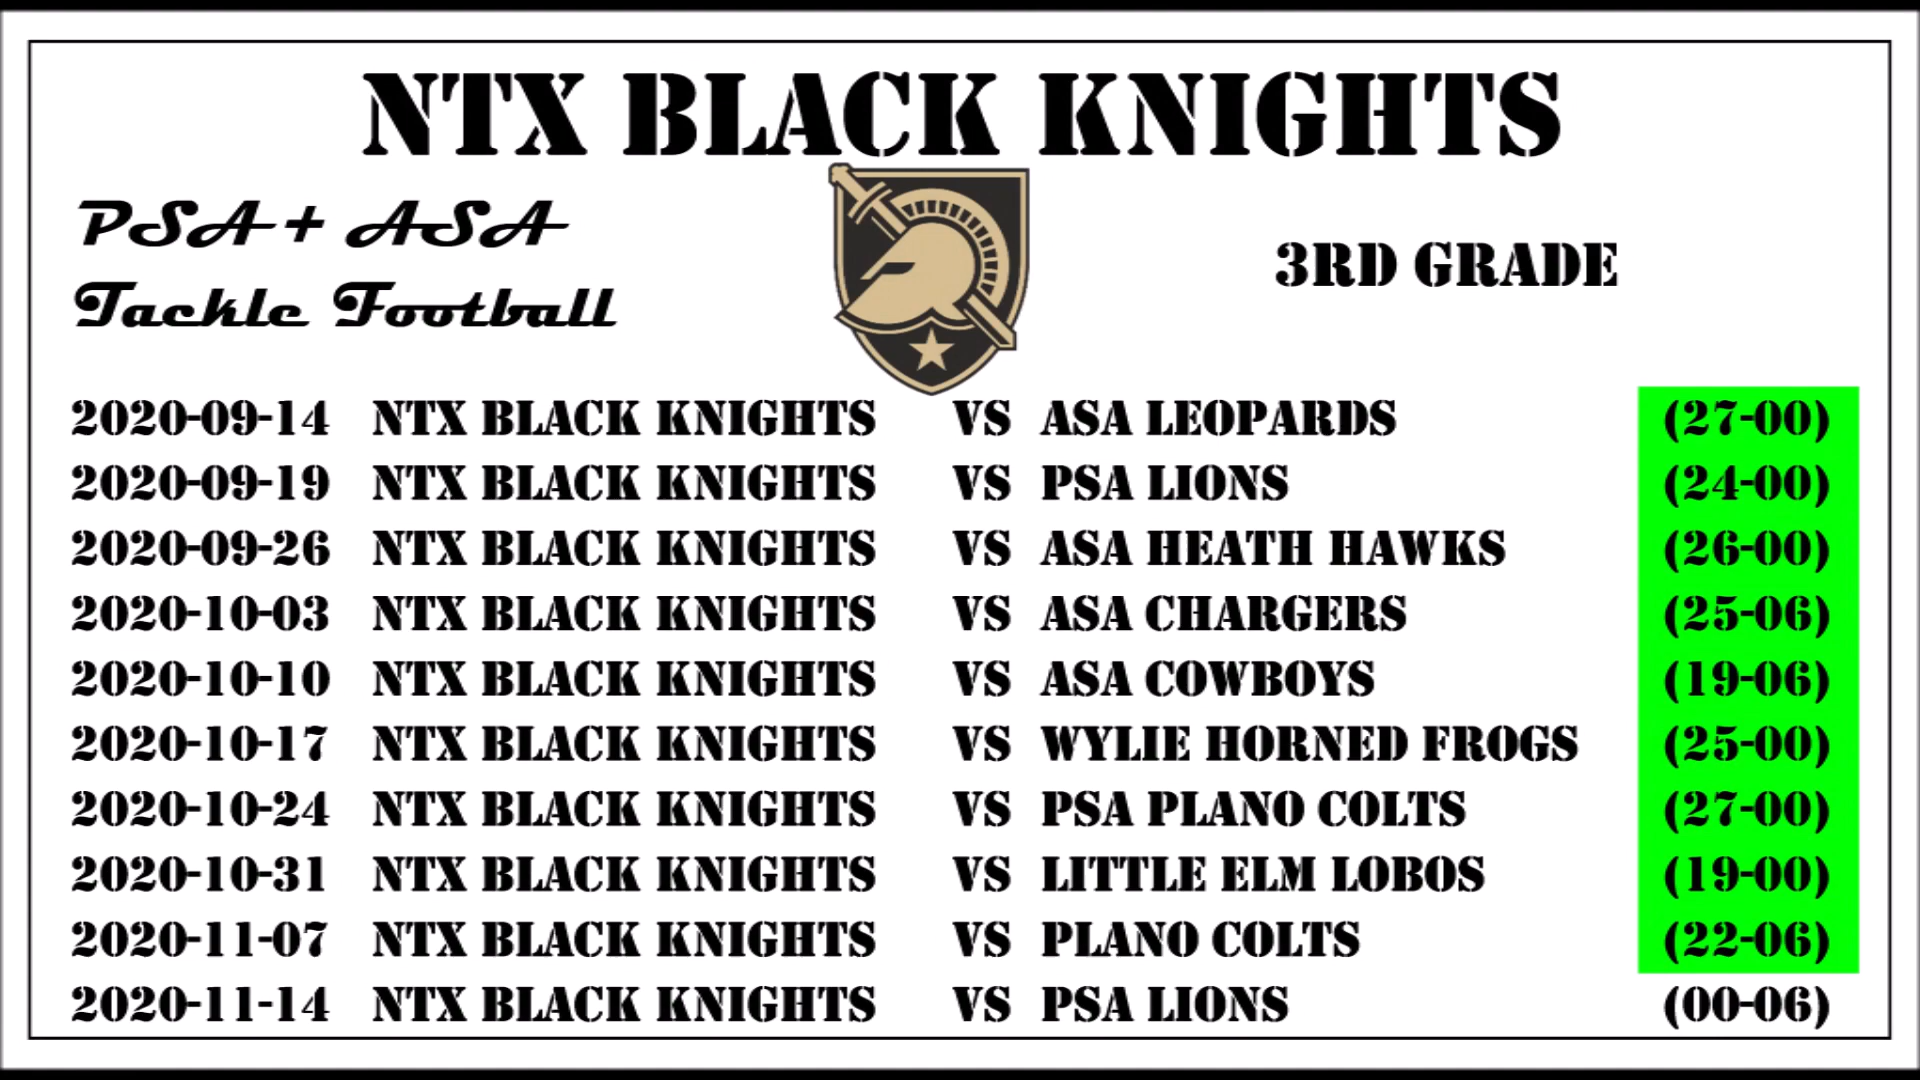 NTX BLACK KNIGHTS
PSA + ASA
Tackle Football
3RD GRADE
2020-09-14 NTX BLACK KNIGHTS VS ASA LEOPARDS (27-00)
2020-09-19 NTX BLACK KNIGHTS VS PSA LIONS (24-00)
2020-09-26 NTX BLACK KNIGHTS VS ASA HEATH HAWKS (26-00)
2020-10-03 NTX BLACK KNIGHTS VS ASA CHARGERS (25-06)
2020-10-10 NTX BLACK KNIGHTS VS ASA COWBOYS (19-06)
2020-10-17 NTX BLACK KNIGHTS VS WYLIE HORNED FROGS (25-00)
2020-10-24 NTX BLACK KNIGHTS VS PSA PLANO COLTS (27-00)
2020-10-31 NTX BLACK KNIGHTS VS LITTLE ELM LOBOS (19-00)
2020-11-07 NTX BLACK KNIGHTS VS PLANO COLTS (22-06)
2020-11-14 NTX BLACK KNIGHTS VS PSA LIONS (00-06)